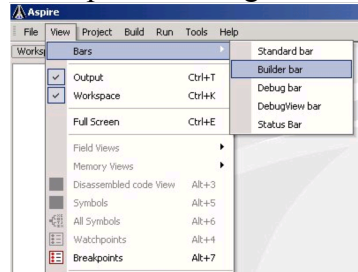 Aspire
File View Project Build Run Tools Help
Works
Bars
Standard bar
Builder bar
Debug bar
DebugView bar
Status Bar
Output Ctrl+T
Workspace Ctrl+K
Full Screen Ctrl+E
Field Views
Memory Views
Disassembled code View Alt+3
Symbols Alt+5
All Symbols Alt+6
Watchpoints Alt+4
Breakpoints Alt+7